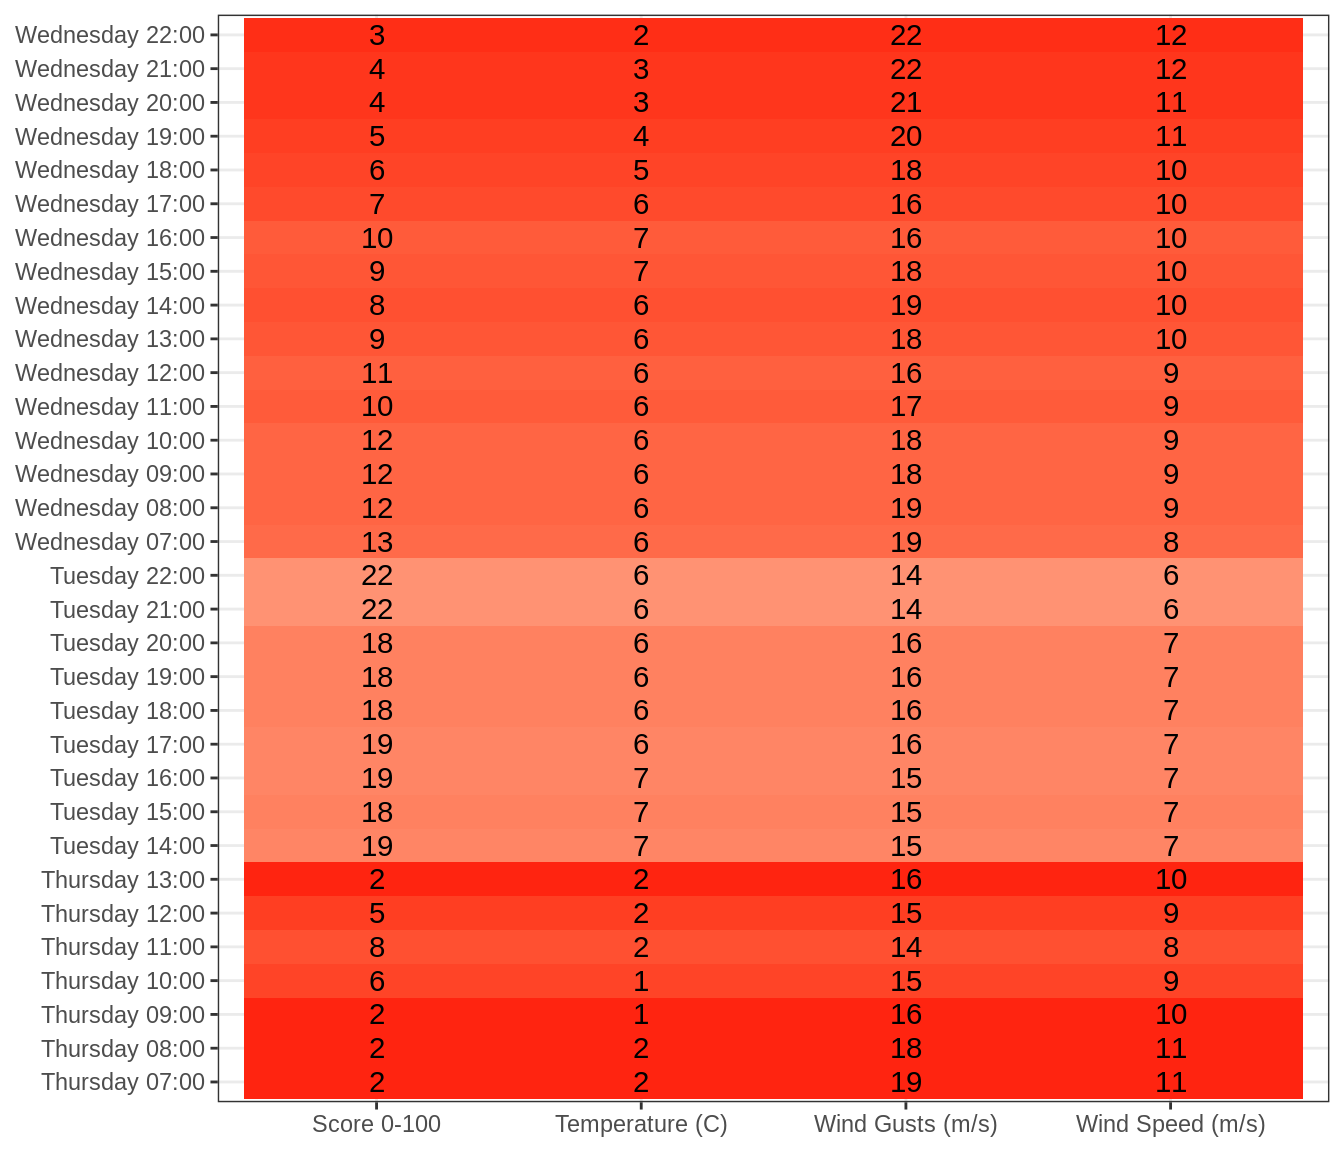 Wednesday 22:00 3 2 22 12
Wednesday 21:00 4 3 22 12
Wednesday 20:00 4 3 21 11
Wednesday 19:00 5 4 20 11
Wednesday 18:00 6 5 18 10
Wednesday 17:00 7 6 16 10
Wednesday 16:00 10 7 16 10
Wednesday 15:00 9 7 18 10
Wednesday 14:00 8 6 19 10
Wednesday 13:00 9 6 18 10
Wednesday 12:00 11 6 16 9
Wednesday 11:00 10 6 17 9
Wednesday 10:00 12 6 18 9
Wednesday 09:00 12 6 18 9
Wednesday 08:00 12 6 19 9
Wednesday 07:00 13 6 19 8
Tuesday 22:00 22 6 14 6
Tuesday 21:00 22 6 14 6
Tuesday 20:00 18 6 16 7
Tuesday 19:00 18 6 16 7
Tuesday 18:00 18 6 16 7
Tuesday 17:00 19 6 16 7
Tuesday 16:00 19 7 15 7
Tuesday 15:00 18 7 15 7
Tuesday 14:00 19 7 15 7
Thursday 13:00 2 2 16 10
Thursday 12:00 5 2 15 9
Thursday 11:00 8 2 14 8
Thursday 10:00 6 1 15 9
Thursday 09:00 2 1 16 10
Thursday 08:00 2 2 18 11
Thursday 07:00 2 2 19 11
Score 0-100 Temperature (C) Wind Gusts (m/s) Wind Speed (m/s)